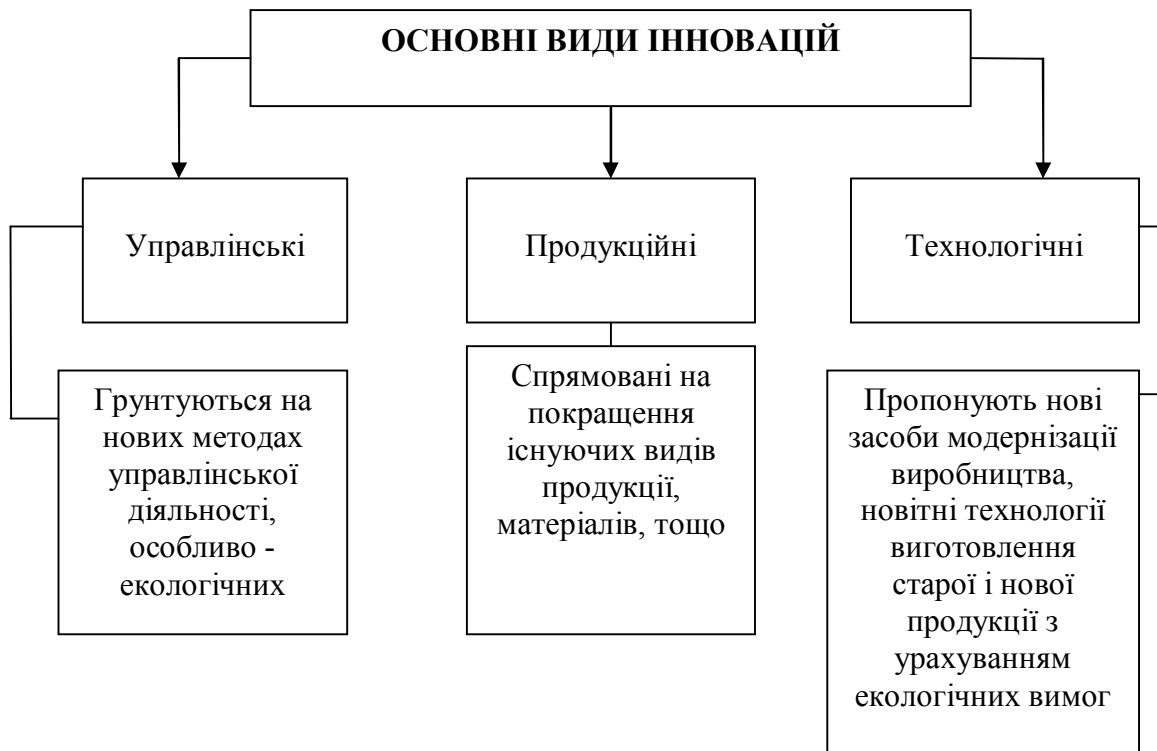 ОСНОВНІ ВИДИ ІННОВАЦІЙ
Управлінські
Продукційні
Технологічні
Грунтуються на
нових методах
управлінської
діяльності,
особливо -
екологічних
Спрямовані на
покращення
існуючих видів
продукції,
матеріалів, тощо
Пропонують нові
засоби модернізації
виробництва,
новітні технології
виготовлення
старої і нової
продукції з
урахуванням
екологічних вимог